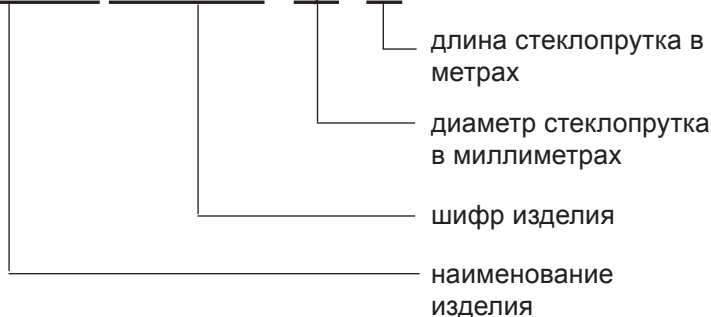 длина стеклопрутка в
метрах
диаметр стеклопрутка
в миллиметрах
шифр изделия
наименование
изделия